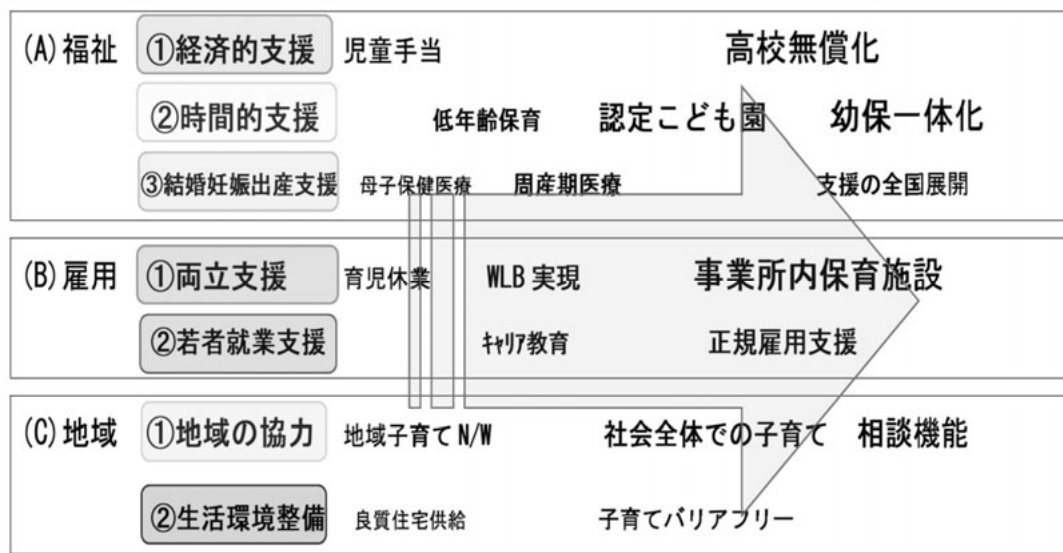 (A)福祉 ①経済的支援 児童手当 高校無償化
②時間的支援 低年齢保育 認定こども園 幼保一体化
③結婚妊娠出産支援 母子保健医療 周産期医療 支援の全国展開
(B)雇用 ①両立支援 育児休業 WLB 実現 事業所内保育施設
②若者就業支援 ｷｬﾘｱ教育 正規雇用支援
(C)地域 ①地域の協力 地域子育て N/W 社会全体での子育て 相談機能
②生活環境整備 良質住宅供給 子育てバリアフリー